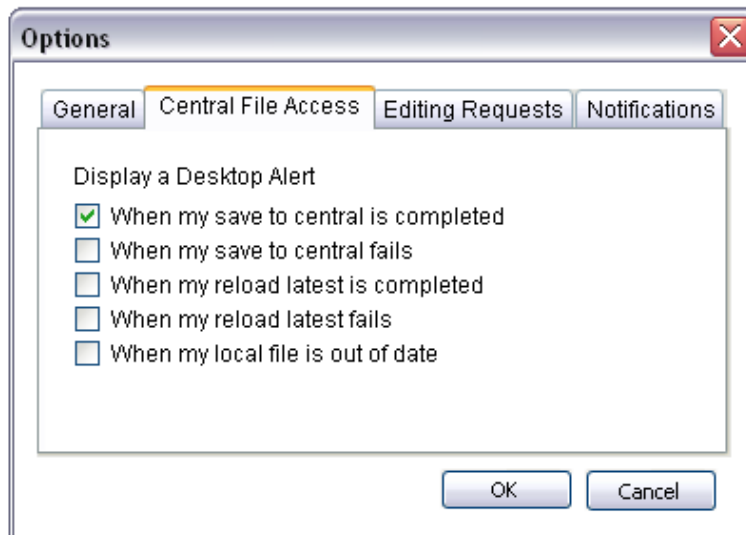 Options
General Central File Access Editing Requests Notifications
Display a Desktop Alert
When my save to central is completed
When my save to central fails
When my reload latest is completed
When my reload latest fails
When my local file is out of date
OK Cancel